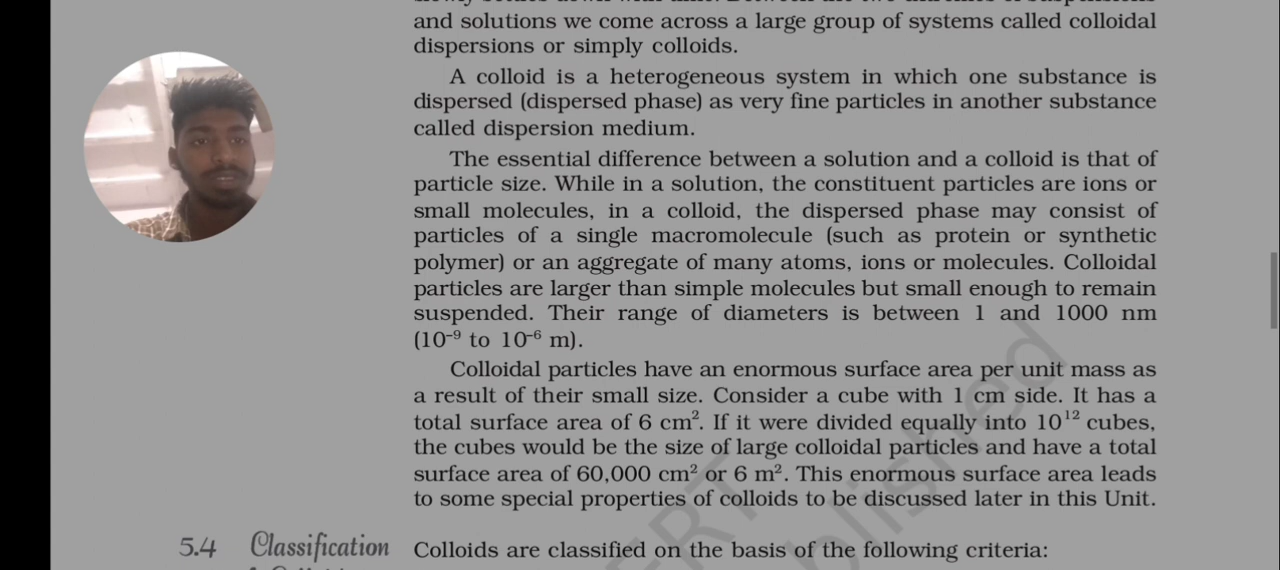 and solutions we come across a large group of systems called colloidal
dispersions or simply colloids.
A colloid is a heterogeneous system in which one substance is
dispersed (dispersed phase) as very fine particles in another substance
called dispersion medium.
The essential difference between a solution and a colloid is that of
particle size. While in a solution, the constituent particles are ions or
small molecules, in a colloid, the dispersed phase may consist of
particles of a single macromolecule (such as protein or synthetic
polymer) or an aggregate of many atoms, ions or molecules. Colloidal
particles are larger than simple molecules but small enough to remain
suspended. Their range of diameters is between 1 and 1000 nm
(10⁻⁹ to 10⁻⁶ m).
Colloidal particles have an enormous surface area per unit mass as
a result of their small size. Consider a cube with 1 cm side. It has a
total surface area of 6 cm². If it were divided equally into 10¹² cubes,
the cubes would be the size of large colloidal particles and have a total
surface area of 60,000 cm² or 6 m². This enormous surface area leads
to some special properties of colloids to be discussed later in this Unit.
5.4 Classification
Colloids are classified on the basis of the following criteria: